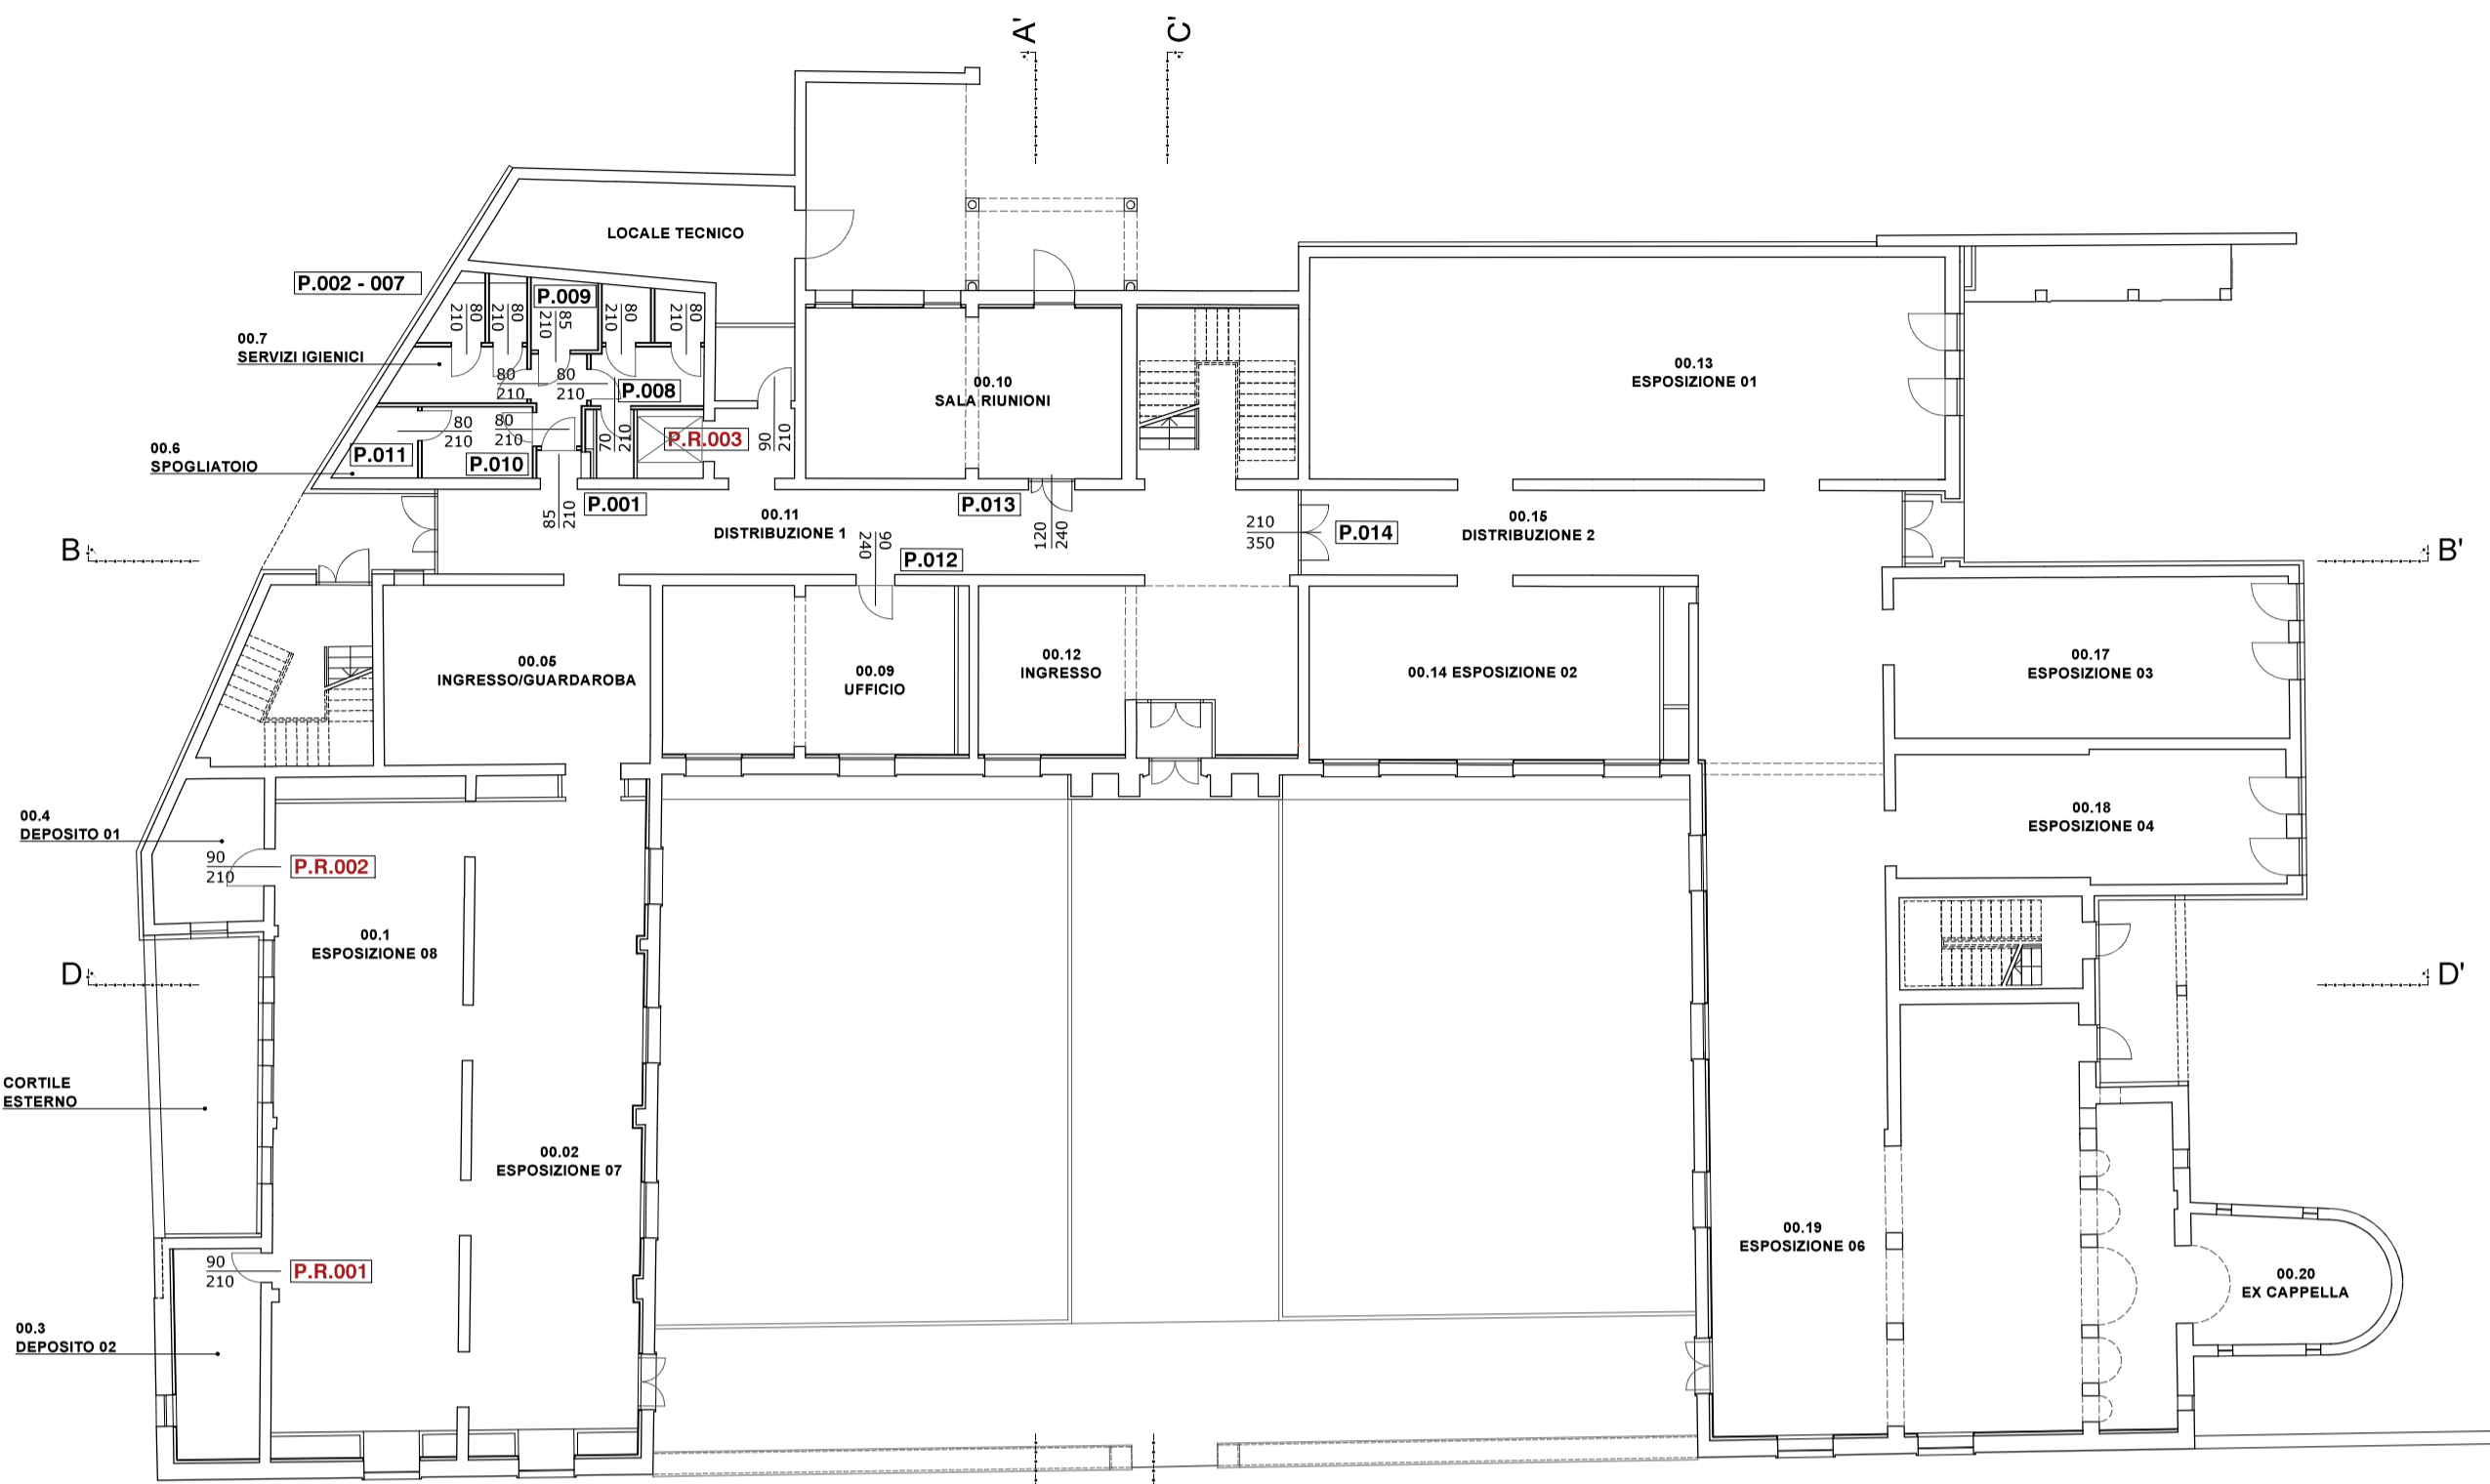 A'
C'
LOCALE TECNICO
P.002 - 007
P.009
80
210
80
210
85
210
80
210
80
210
00.7
SERVIZI IGIENICI
80
210
80
210
P.008
00.10
SALA RIUNIONI
00.13
ESPOSIZIONE 01
80
210
80
210
70
210
P.R.003
90
210
00.6
SPOGLIATOIO
P.011
P.010
P.001
85
210
00.11
DISTRIBUZIONE 1
P.013
120
240
210
350
P.014
00.15
DISTRIBUZIONE 2
B
B'
90
240
P.012
00.05
INGRESSO/GUARDAROBA
00.09
UFFICIO
00.12
INGRESSO
00.14 ESPOSIZIONE 02
00.17
ESPOSIZIONE 03
00.4
DEPOSITO 01
90
210
P.R.002
00.18
ESPOSIZIONE 04
00.1
ESPOSIZIONE 08
D
D'
CORTILE
ESTERNO
00.02
ESPOSIZIONE 07
00.19
ESPOSIZIONE 06
90
210
P.R.001
00.20
EX CAPPELLA
00.3
DEPOSITO 02